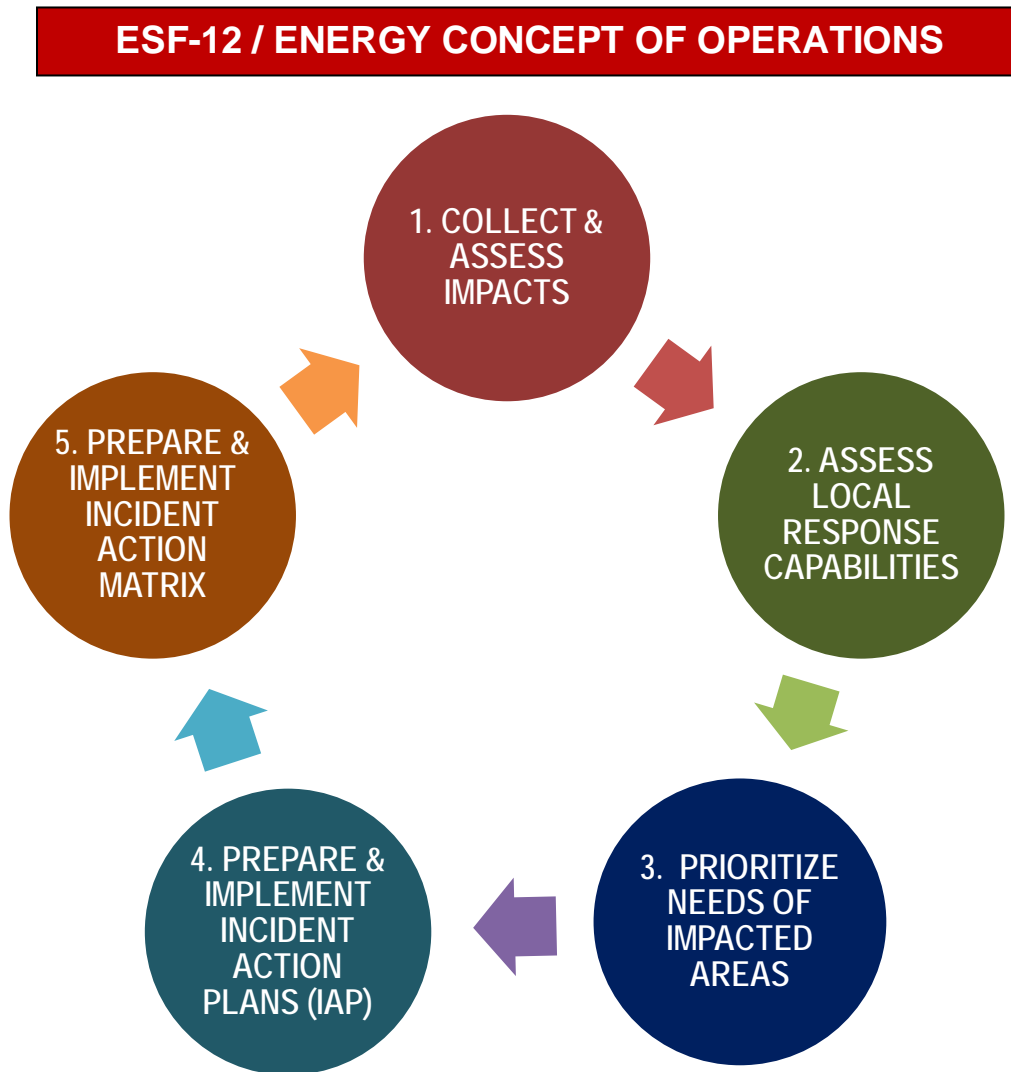 ESF-12 / ENERGY CONCEPT OF OPERATIONS
1. COLLECT &
ASSESS
IMPACTS
2. ASSESS
LOCAL
RESPONSE
CAPABILITIES
3. PRIORITIZE
NEEDS OF
IMPACTED
AREAS
4. PREPARE &
IMPLEMENT
INCIDENT
ACTION
PLANS (IAP)
5. PREPARE &
IMPLEMENT
INCIDENT
ACTION
MATRIX